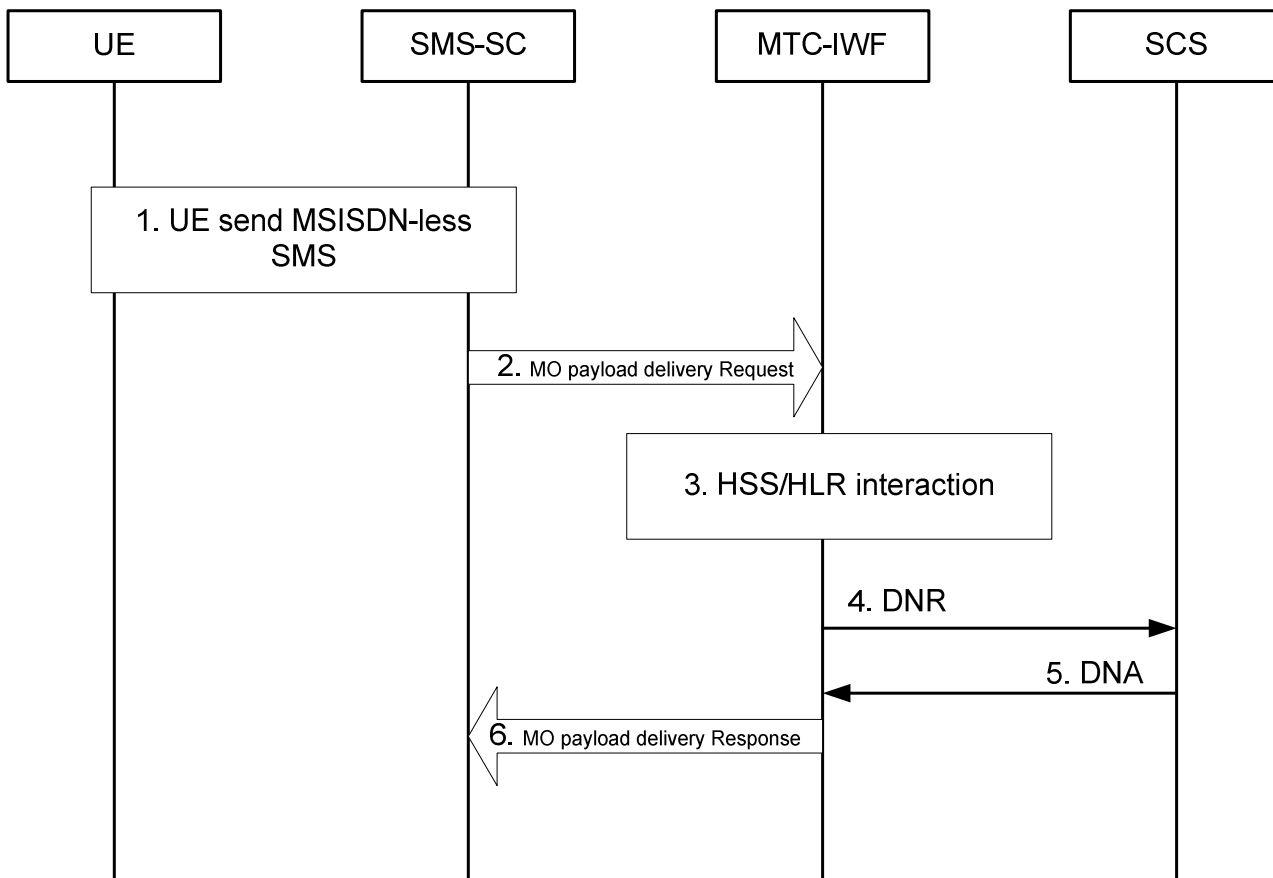 UE
SMS-SC
MTC-IWF
SCS
1. UE send MSISDN-less
SMS
2. MO payload delivery Request
3. HSS/HLR interaction
4. DNR
5. DNA
6. MO payload delivery Response